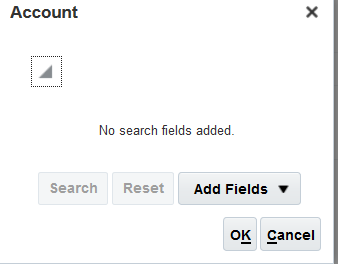 Account
No search fields added.
Search Reset Add Fields
OK Cancel